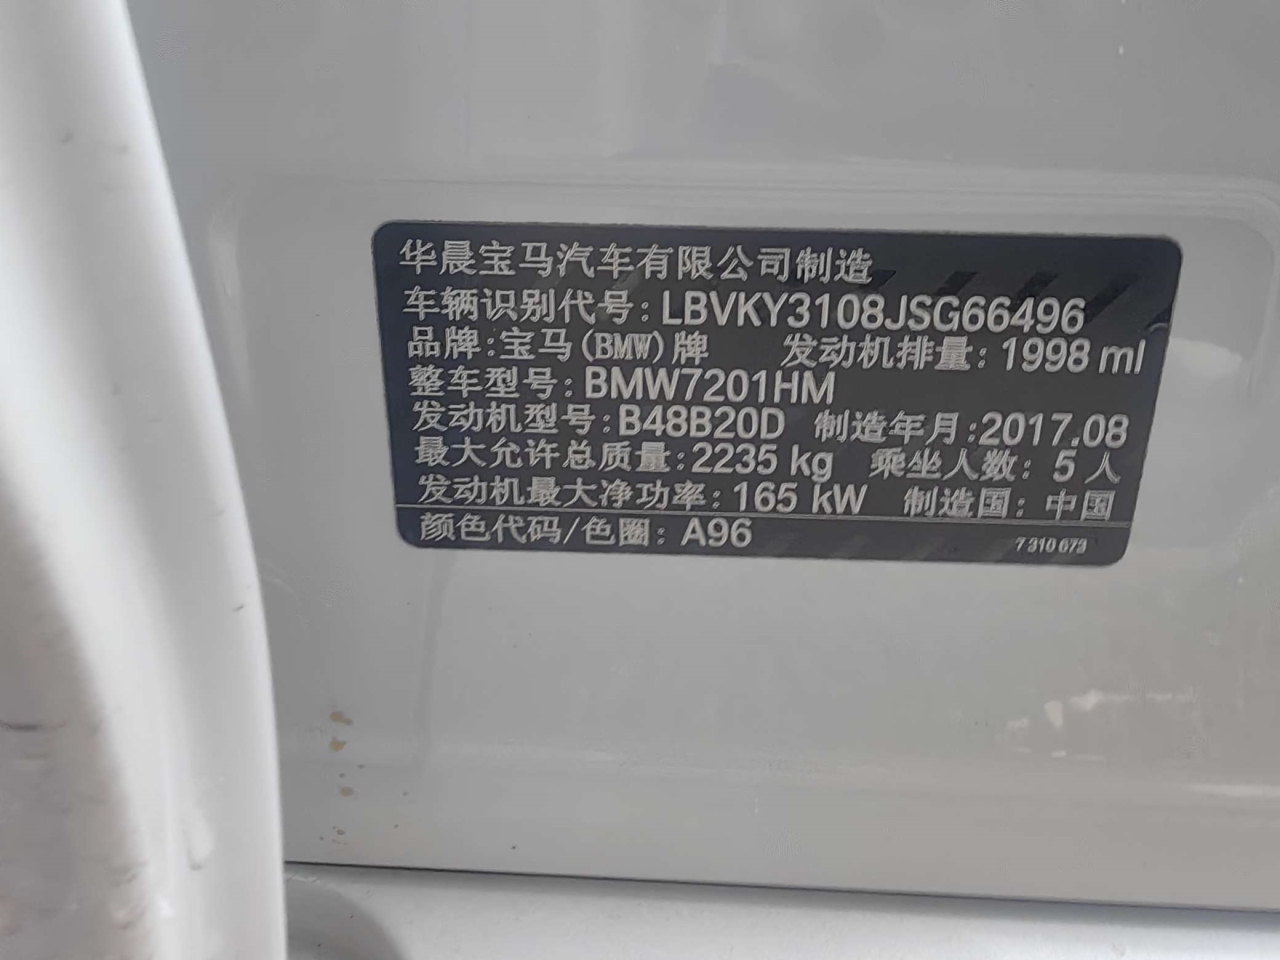 华晨宝马汽车有限公司制造
车辆识别代号：LBVKY3108JSG66496
品牌：宝马(BMW)牌 发动机排量：1998 ml
整车型号：BMW7201HM
发动机型号：B48B20D 制造年月：2017.08
最大允许总质量：2235 kg 乘坐人数：5 人
发动机最大净功率：165 kW 制造国：中国
颜色代码/色圈：A96 7 310 673